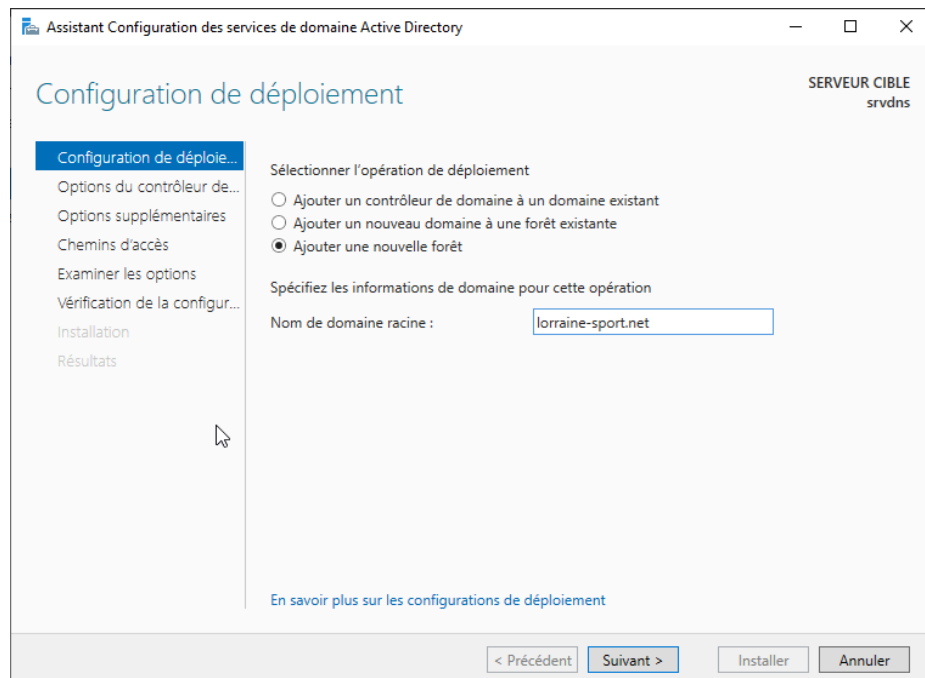 Assistant Configuration des services de domaine Active Directory
Configuration de déploiement
SERVEUR CIBLE
srvdns
Configuration de déploie...
Options du contrôleur de...
Options supplémentaires
Chemins d'accès
Examiner les options
Vérification de la configur...
Installation
Résultats
Sélectionner l'opération de déploiement
Ajouter un contrôleur de domaine à un domaine existant
Ajouter un nouveau domaine à une forêt existante
Ajouter une nouvelle forêt
Spécifiez les informations de domaine pour cette opération
Nom de domaine racine : lorraine-sport.net
En savoir plus sur les configurations de déploiement
< Précédent Suivant > Installer Annuler